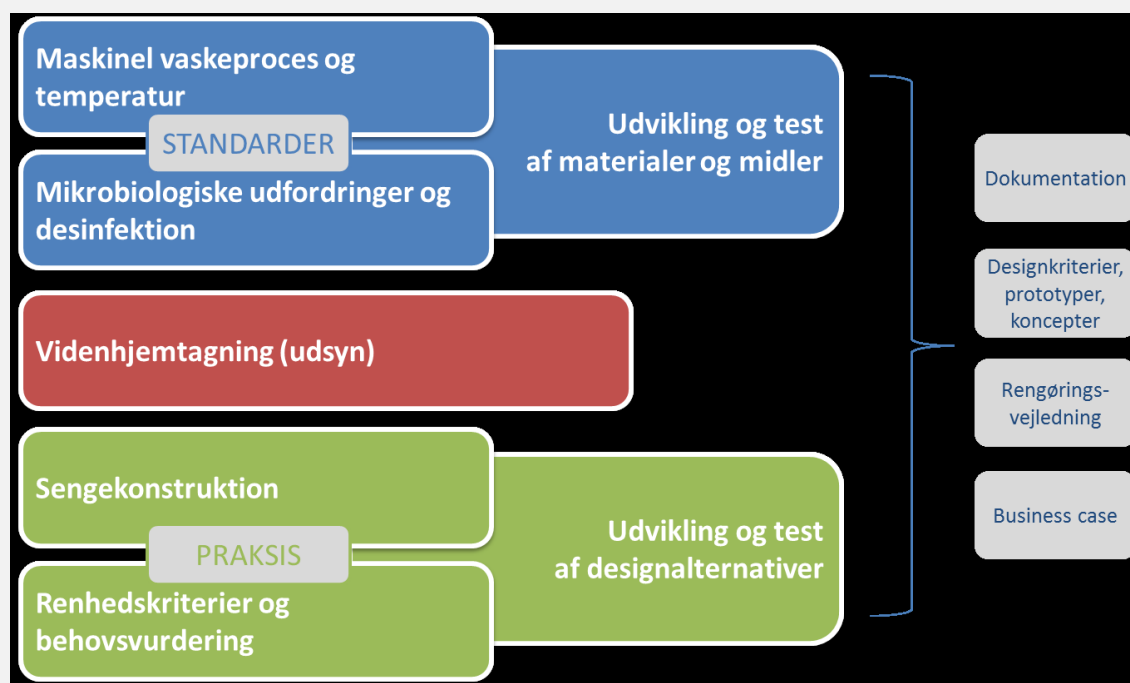 Maskinel vaskeproces og
temperatur
STANDARDER
Mikrobiologiske udfordringer og
desinfektion
Udvikling og test
af materialer og midler
Videnhjemtagning (udsyn)
Sengekonstruktion
PRAKSIS
Renhedskriterier og
behovsvurdering
Udvikling og test
af designalternativer
Dokumentation
Designkriterier,
prototyper,
koncepter
Rengørings-
vejledning
Business case